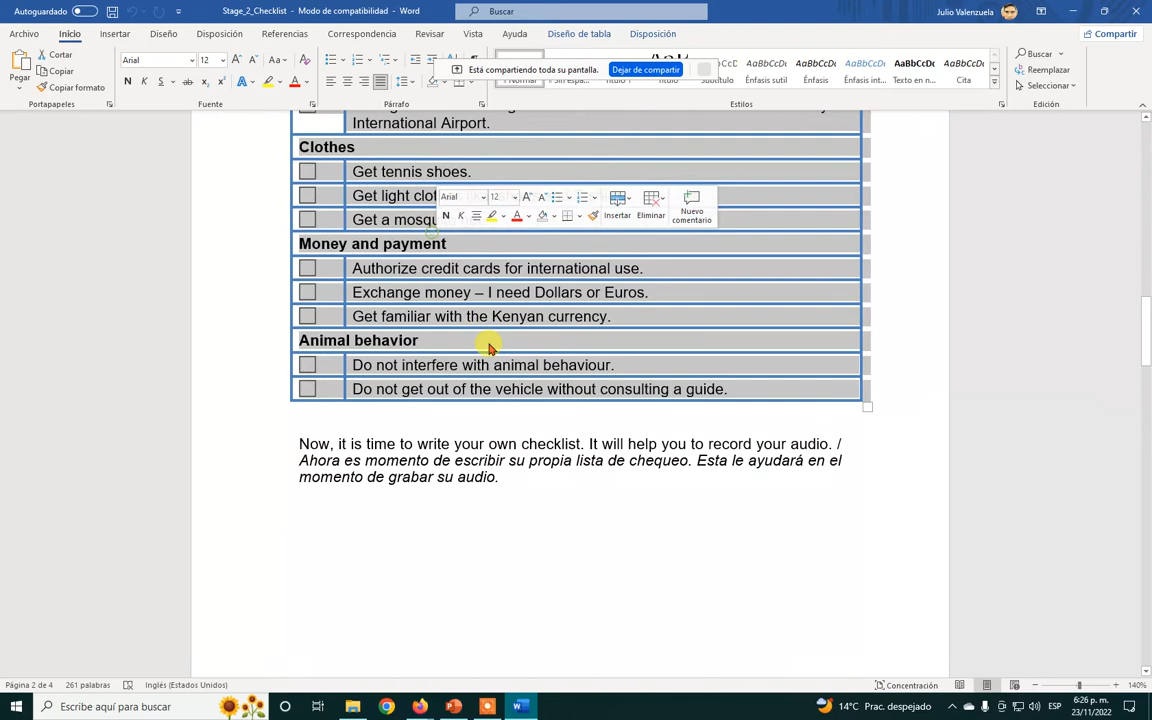 Autoguardado
Stage_2_Checklist - Modo de compatibilidad - Word
Buscar
Julio Valenzuela
Archivo Inicio Insertar Diseño Disposición Referencias Correspondencia Revisar Vista Ayuda Diseño de tabla Disposición
Compartir
Pegar
Cortar
Copiar
Copiar formato
Portapapeles
Arial 12
Fuente
Párrafo
Está compartiendo toda su pantalla. Dejar de compartir
Énfasis sutil Énfasis int... Texto en n... Cita
Estilos
Buscar
Reemplazar
Seleccionar
Edición
International Airport.
Clothes
Get tennis shoes.
Get light clot
Get a mosqu
Arial 12
Insertar Eliminar Nuevo comentario
Money and payment
Authorize credit cards for international use.
Exchange money – I need Dollars or Euros.
Get familiar with the Kenyan currency.
Animal behavior
Do not interfere with animal behaviour.
Do not get out of the vehicle without consulting a guide.
Now, it is time to write your own checklist. It will help you to record your audio. /
Ahora es momento de escribir su propia lista de chequeo. Esta le ayudará en el
momento de grabar su audio.
Página 2 de 4 261 palabras Inglés (Estados Unidos) Concentración 140%
Escribe aquí para buscar
14°C Prac. despejado ESP
6:26 p. m.
23/11/2022